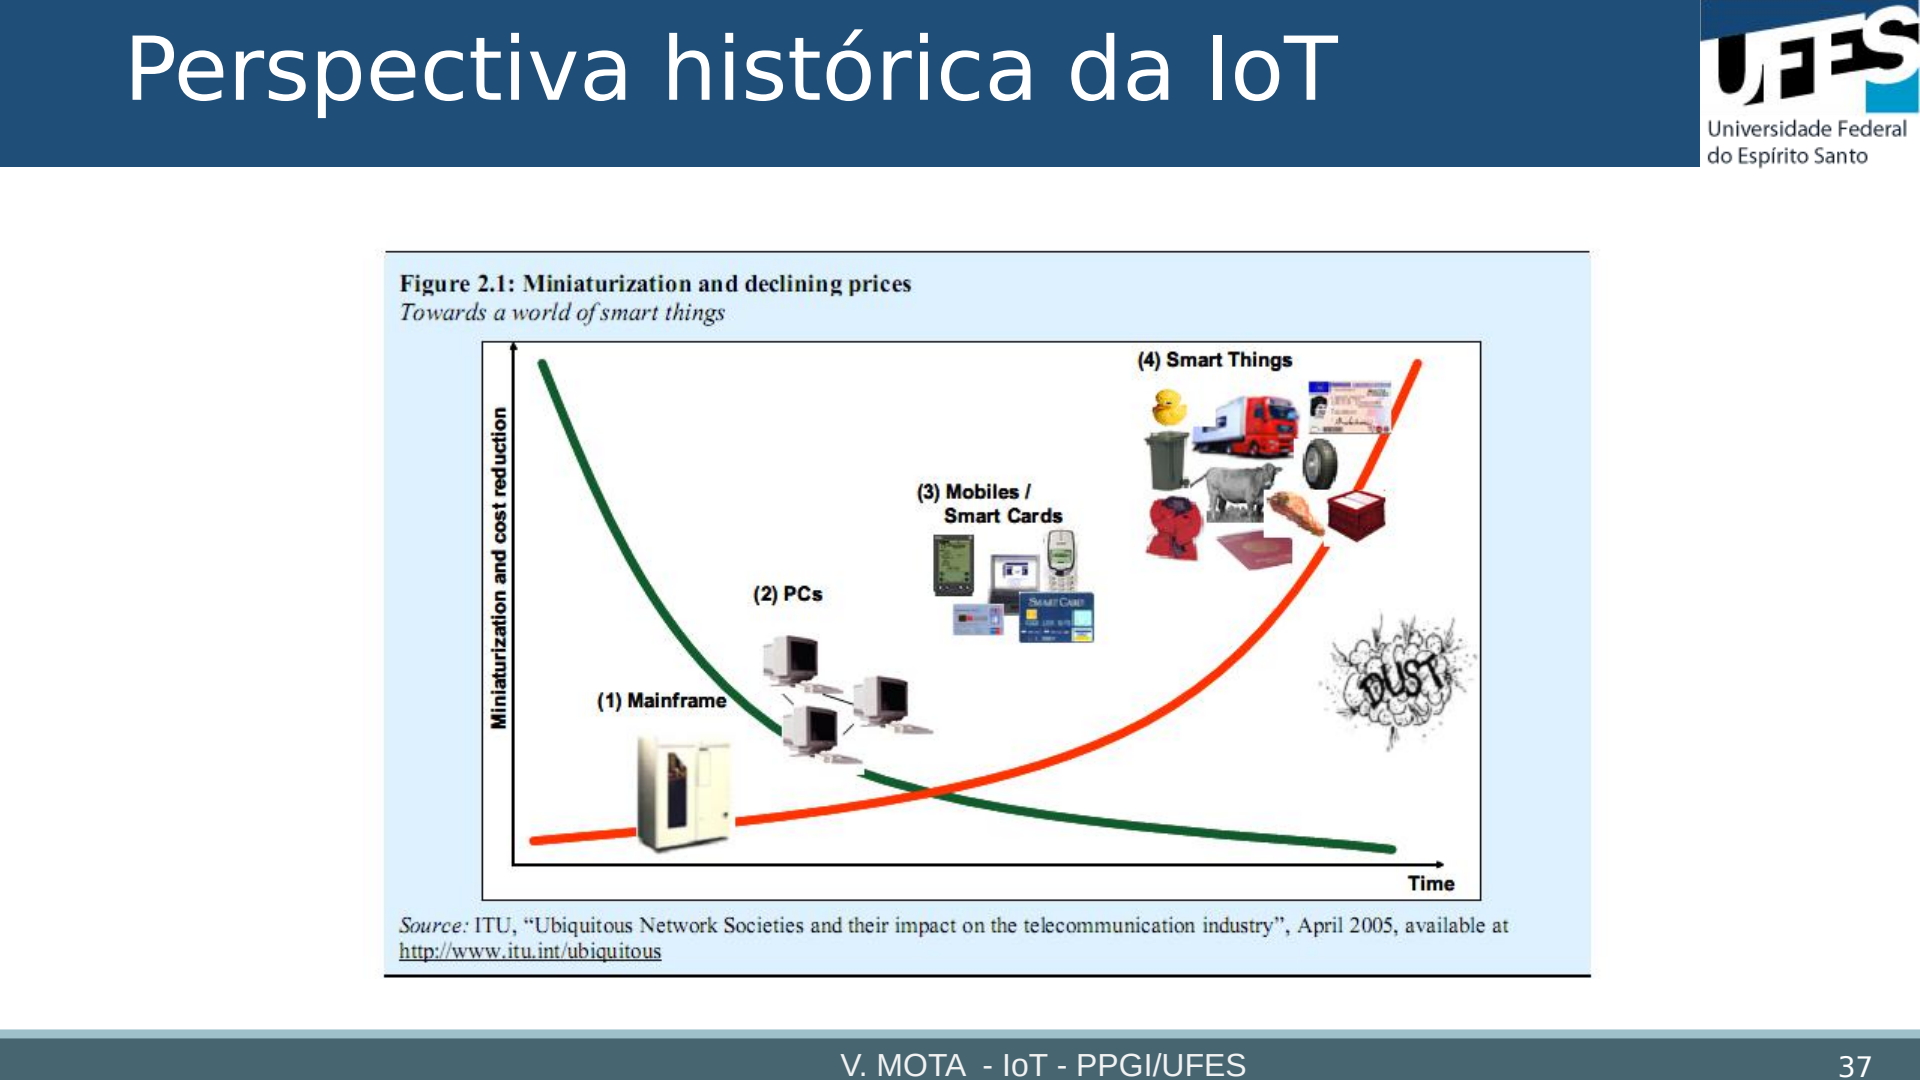 Perspectiva histórica da IoT
UFES
Universidade Federal
do Espírito Santo
Figure 2.1: Miniaturization and declining prices
Towards a world of smart things
Miniaturization and cost reduction
(4) Smart Things
(3) Mobiles /
Smart Cards
SMART CARD
(2) PCs
(1) Mainframe
DUST
Time
Source: ITU, “Ubiquitous Network Societies and their impact on the telecommunication industry”, April 2005, available at
http://www.itu.int/ubiquitous
V. MOTA - IoT - PPGI/UFES
37